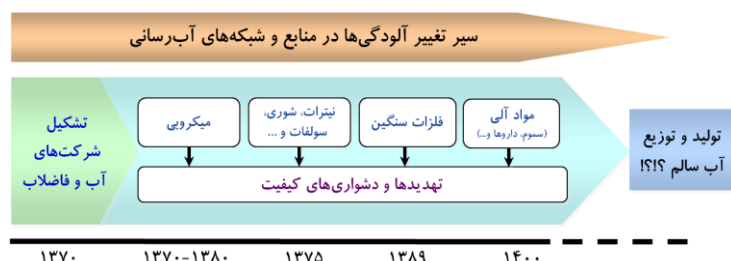 سیر تغییر آلودگی‌ها در منابع و شبکه‌های آب‌رسانی
تشکیل
شرکت‌های
آب و فاضلاب
میکروبی
نیترات، شوری،
سولفات و ...
فلزات سنگین
مواد آلی
(سموم، داروها و...)
تهدیدها و دشواری‌های کیفیت
تولید و توزیع
آب سالم ؟!؟!
۱۳۷۰
۱۳۷۰-۱۳۸۰
۱۳۷۵
۱۳۸۹
۱۴۰۰